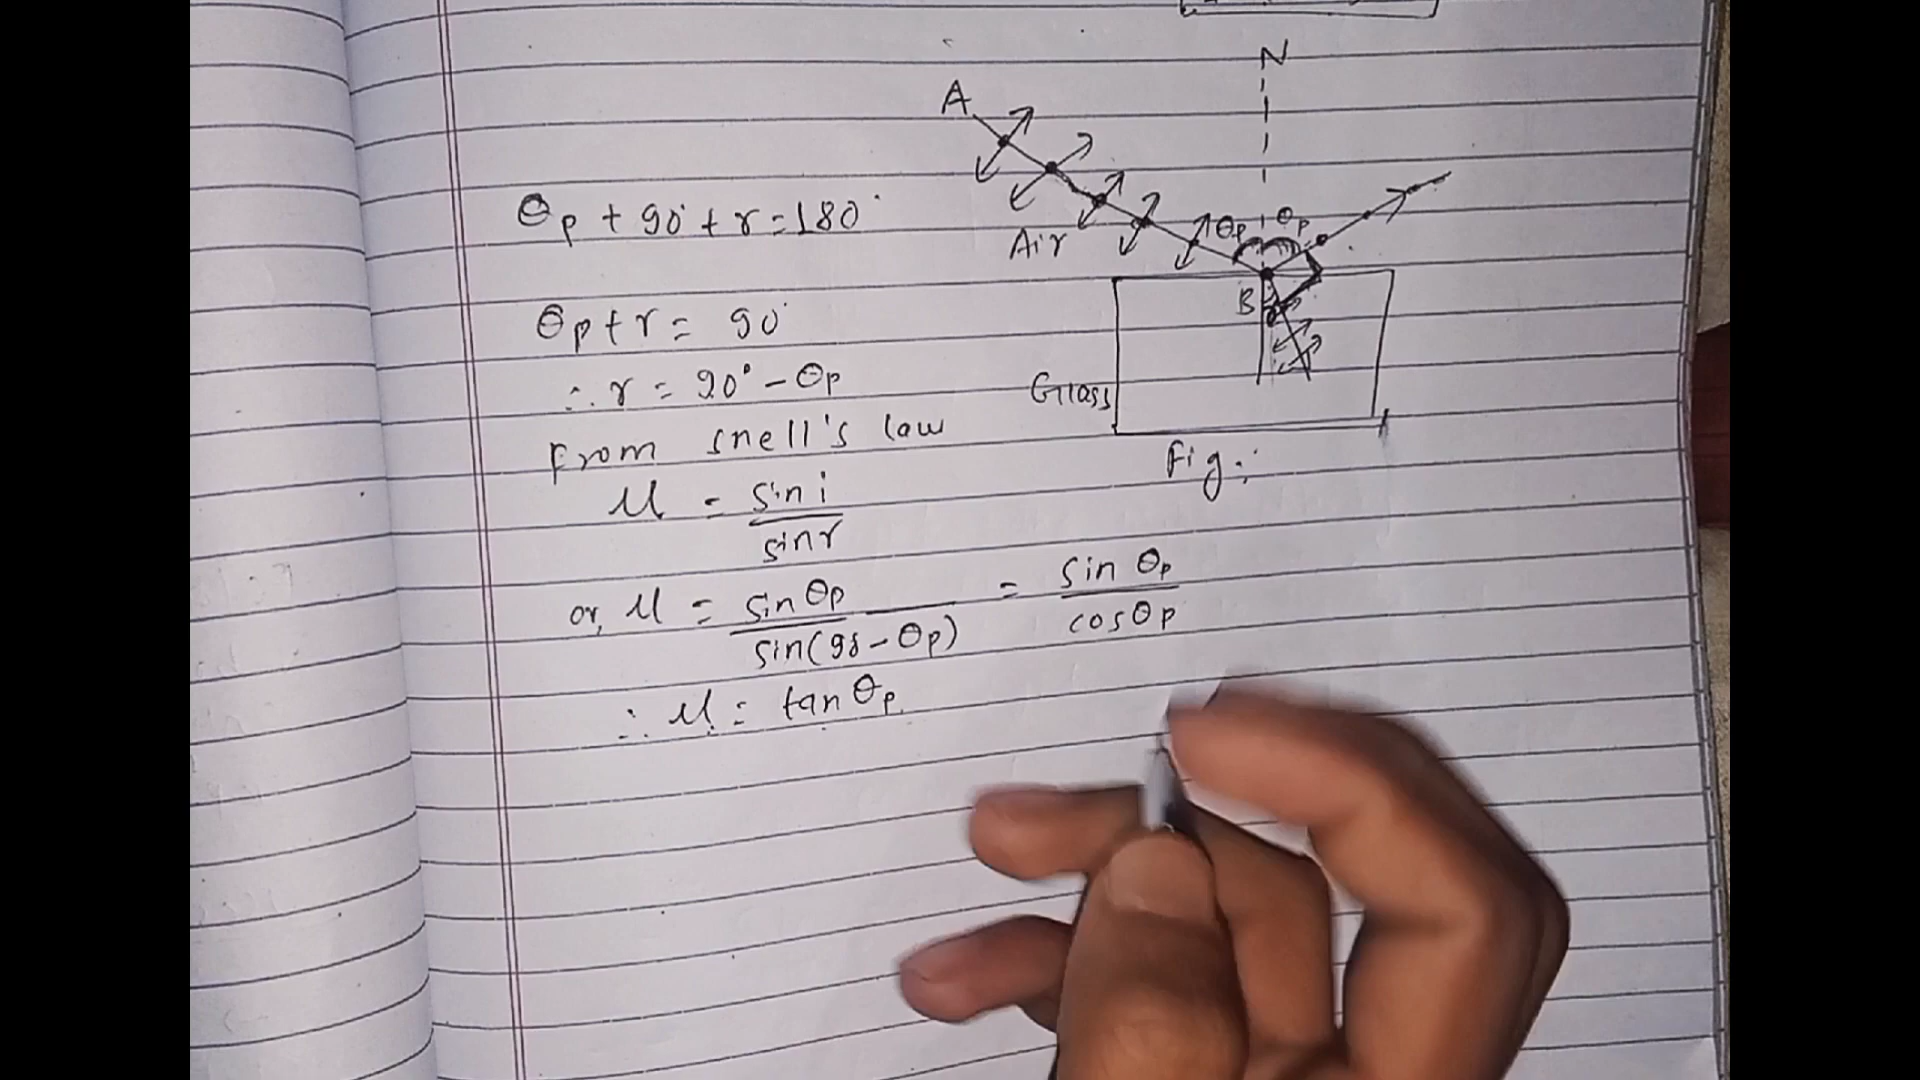 N
A
θp + 90° + r = 180°
Air
θp θp
B
θp + r = 90°
∴ r = 90° - θp
Glass
From snell's law
Fig:
μ = sin i / sin r
or, μ = sin θp / sin(90 - θp) = sin θp / cos θp
∴ μ = tan θp